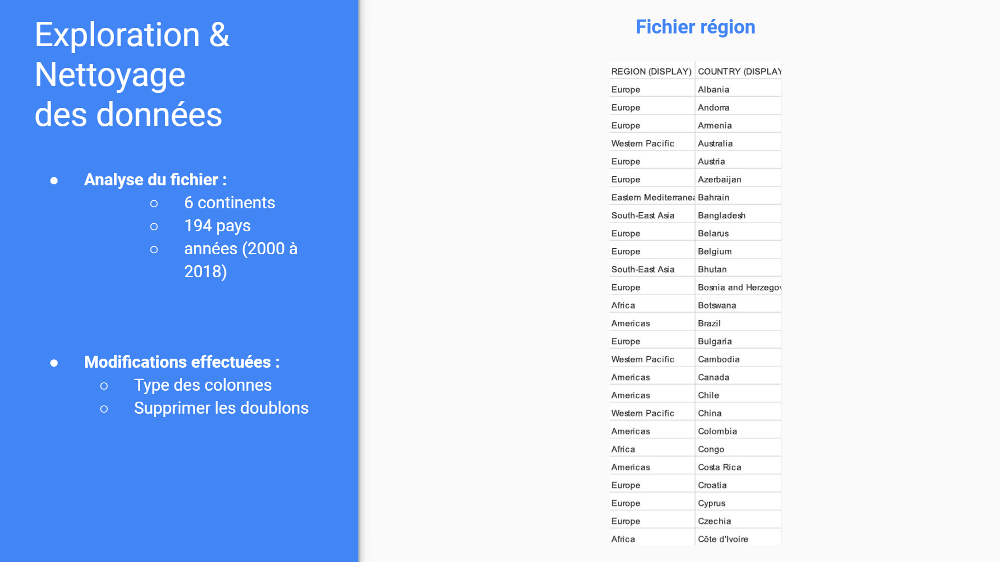 Exploration &
Nettoyage
des données
● Analyse du fichier :
○ 6 continents
○ 194 pays
○ années (2000 à
2018)
● Modifications effectuées :
○ Type des colonnes
○ Supprimer les doublons
Fichier région
REGION (DISPLAY) COUNTRY (DISPLAY
Europe Albania
Europe Andorra
Europe Armenia
Western Pacific Australia
Europe Austria
Europe Azerbaijan
Eastern Mediterranea Bahrain
South-East Asia Bangladesh
Europe Belarus
Europe Belgium
South-East Asia Bhutan
Europe Bosnia and Herzegov
Africa Botswana
Americas Brazil
Europe Bulgaria
Western Pacific Cambodia
Americas Canada
Americas Chile
Western Pacific China
Americas Colombia
Africa Congo
Americas Costa Rica
Europe Croatia
Europe Cyprus
Europe Czechia
Africa Côte d'Ivoire